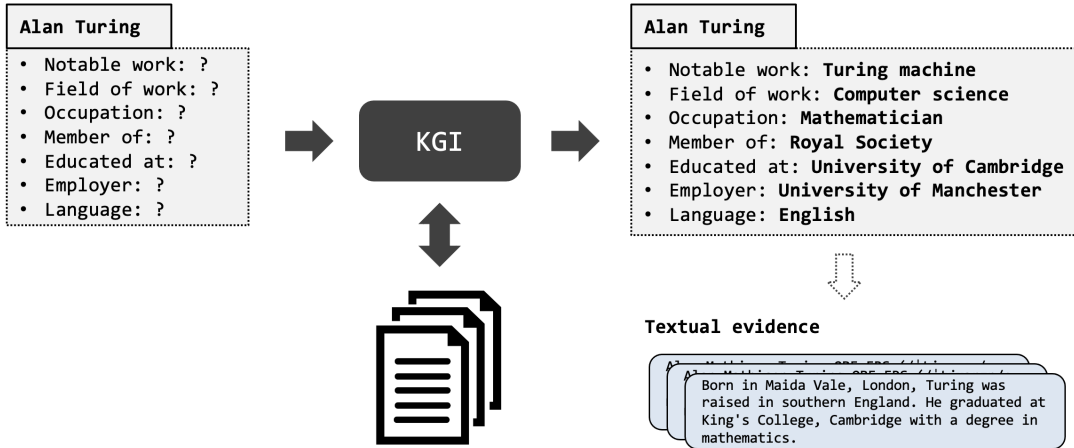 Alan Turing
• Notable work: ?
• Field of work: ?
• Occupation: ?
• Member of: ?
• Educated at: ?
• Employer: ?
• Language: ?
KGI
Alan Turing
• Notable work: Turing machine
• Field of work: Computer science
• Occupation: Mathematician
• Member of: Royal Society
• Educated at: University of Cambridge
• Employer: University of Manchester
• Language: English
Textual evidence
Born in Maida Vale, London, Turing was
raised in southern England. He graduated at
King's College, Cambridge with a degree in
mathematics.